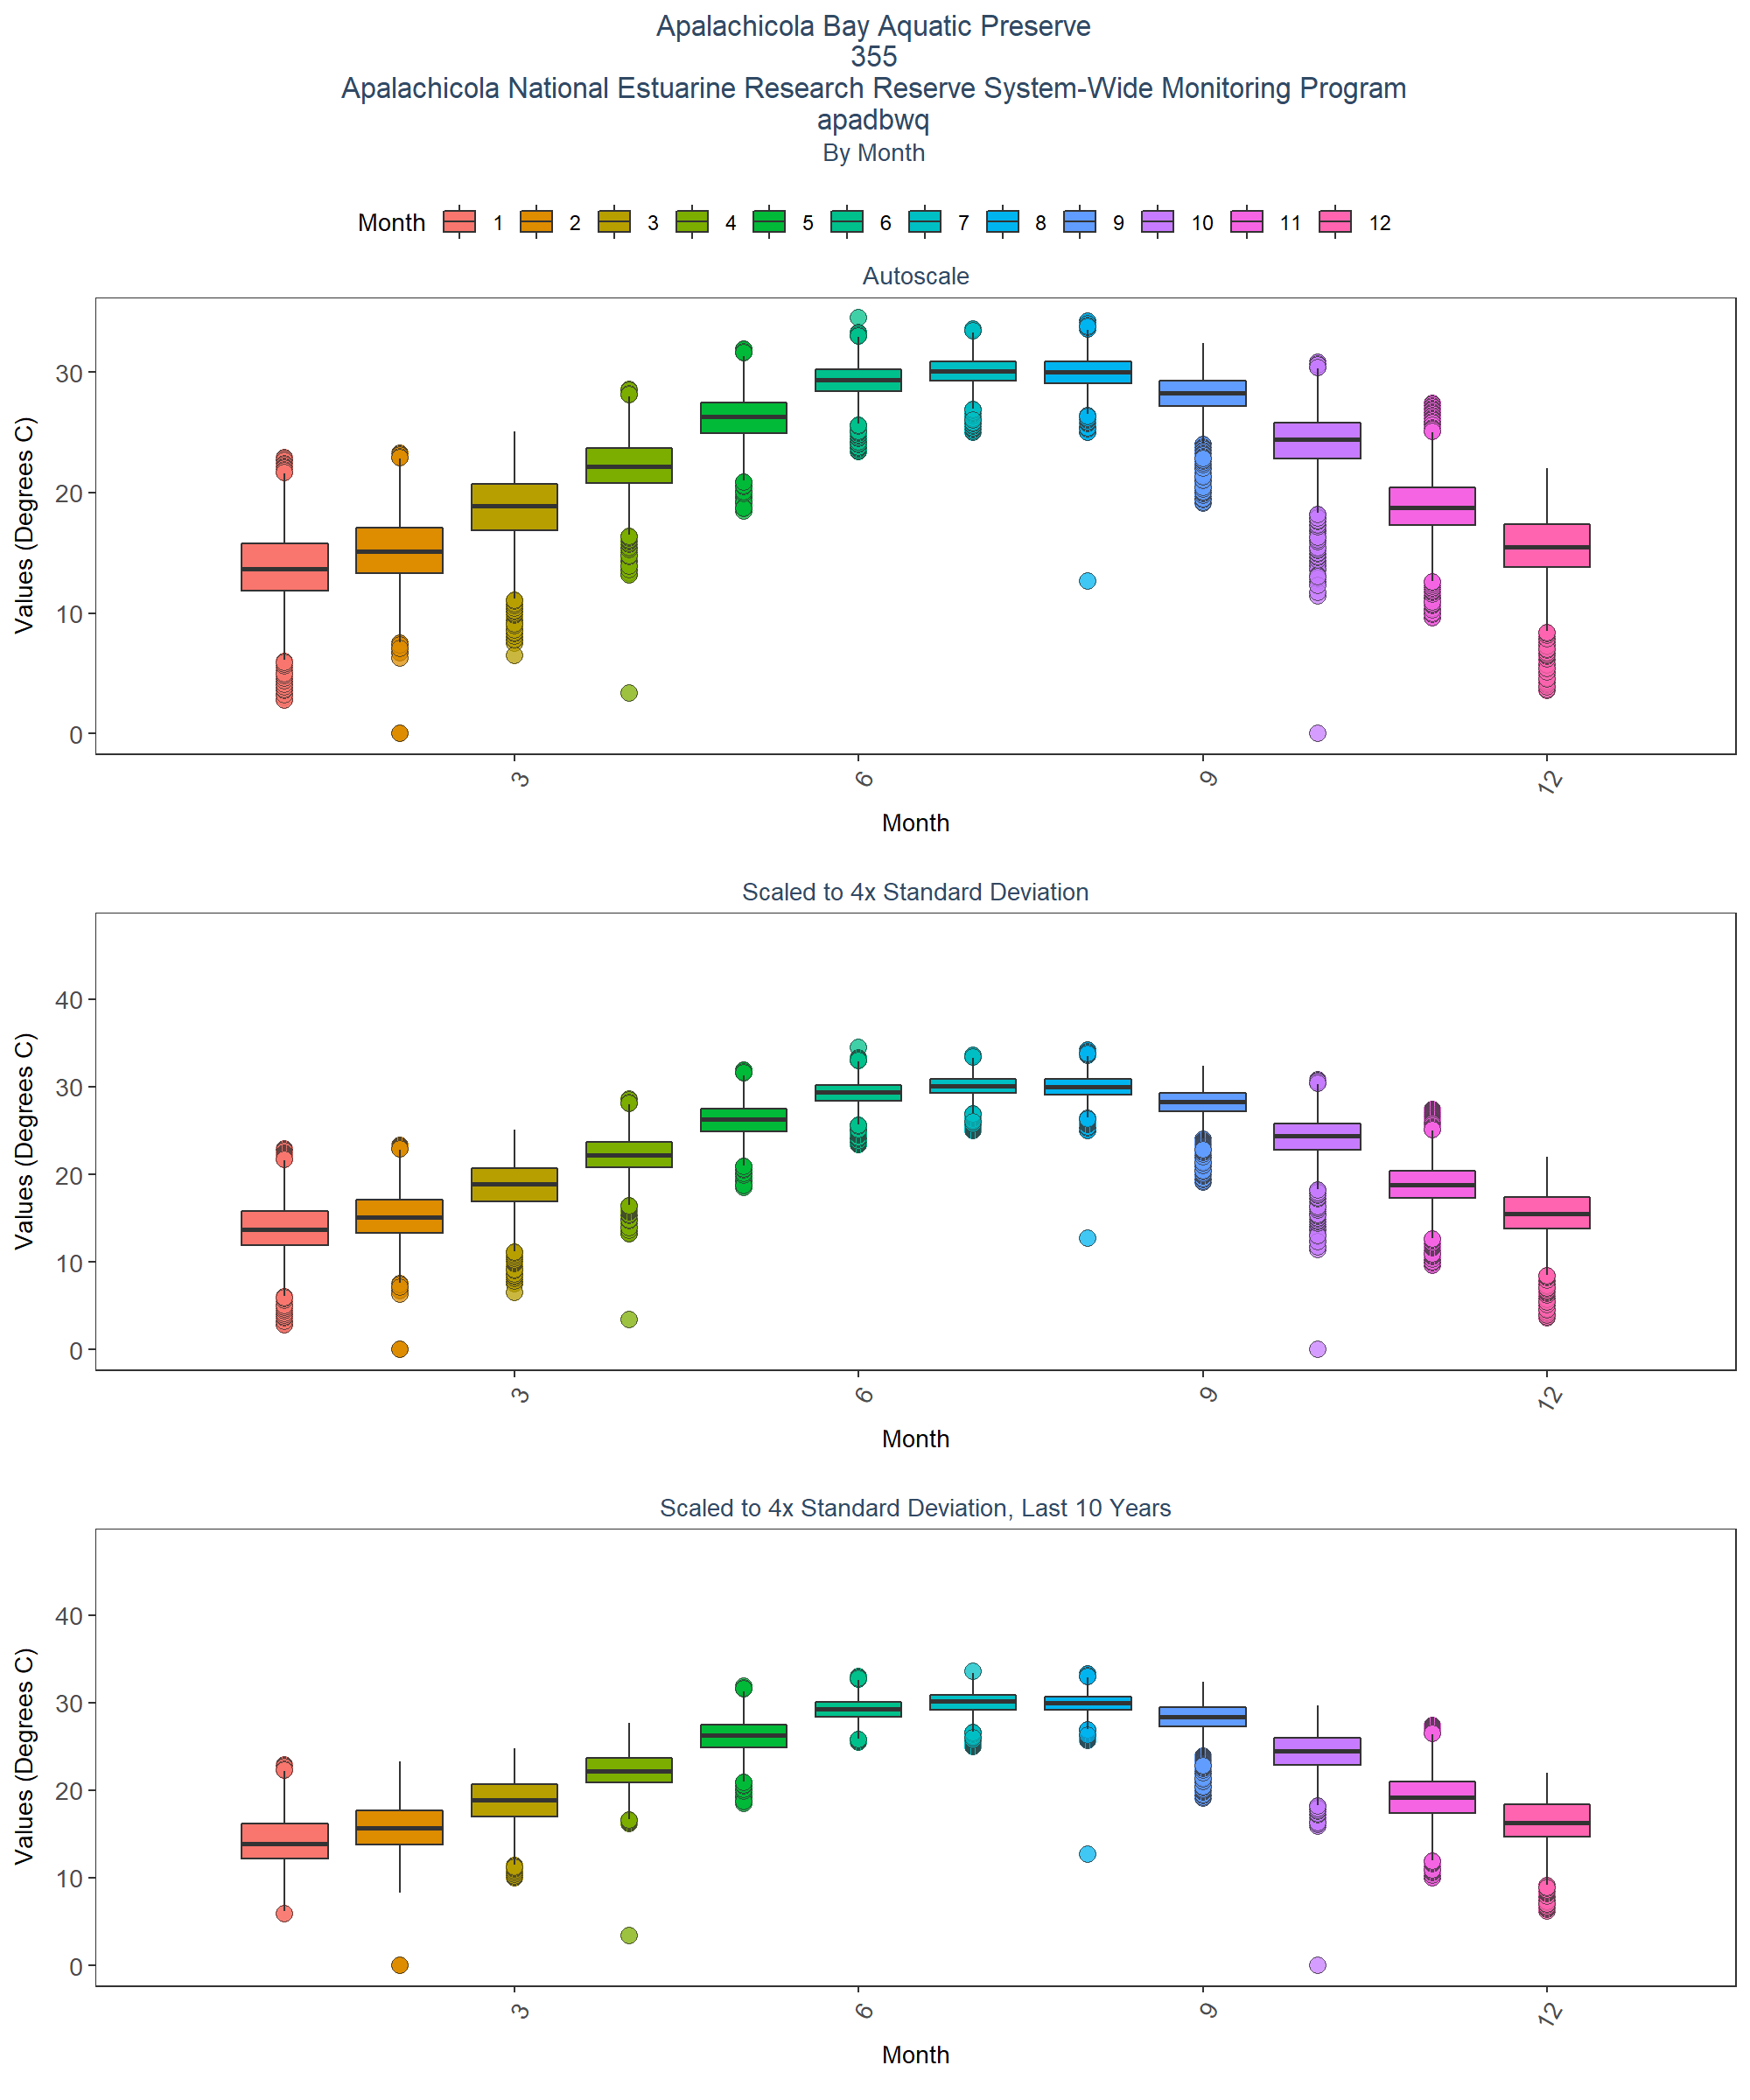 Apalachicola Bay Aquatic Preserve
355
Apalachicola National Estuarine Research Reserve System-Wide Monitoring Program
apadbwq
By Month
Month 1 2 3 4 5 6 7 8 9 10 11 12
Autoscale
Values (Degrees C)
30
20
10
0
3 6 9 12
Month
Scaled to 4x Standard Deviation
Values (Degrees C)
40
30
20
10
0
3 6 9 12
Month
Scaled to 4x Standard Deviation, Last 10 Years
Values (Degrees C)
40
30
20
10
0
3 6 9 12
Month